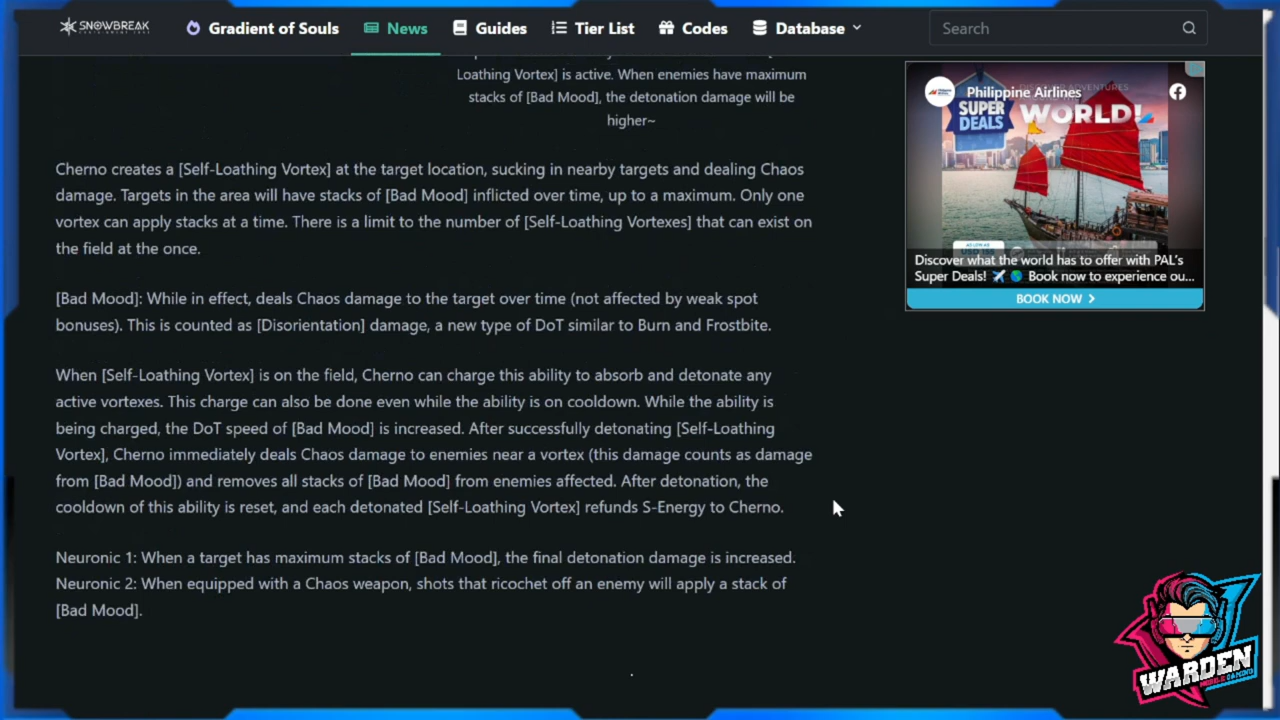 SNOWBREAK
Gradient of Souls
News
Guides
Tier List
Codes
Database
Search
Loathing Vortex] is active. When enemies have maximum
stacks of [Bad Mood], the detonation damage will be
higher~
Cherno creates a [Self-Loathing Vortex] at the target location, sucking in nearby targets and dealing Chaos
damage. Targets in the area will have stacks of [Bad Mood] inflicted over time, up to a maximum. Only one
vortex can apply stacks at a time. There is a limit to the number of [Self-Loathing Vortexes] that can exist on
the field at the once.
[Bad Mood]: While in effect, deals Chaos damage to the target over time (not affected by weak spot
bonuses). This is counted as [Disorientation] damage, a new type of DoT similar to Burn and Frostbite.
When [Self-Loathing Vortex] is on the field, Cherno can charge this ability to absorb and detonate any
active vortexes. This charge can also be done even while the ability is on cooldown. While the ability is
being charged, the DoT speed of [Bad Mood] is increased. After successfully detonating [Self-Loathing
Vortex], Cherno immediately deals Chaos damage to enemies near a vortex (this damage counts as damage
from [Bad Mood]) and removes all stacks of [Bad Mood] from enemies affected. After detonation, the
cooldown of this ability is reset, and each detonated [Self-Loathing Vortex] refunds S-Energy to Cherno.
Neuronic 1: When a target has maximum stacks of [Bad Mood], the final detonation damage is increased.
Neuronic 2: When equipped with a Chaos weapon, shots that ricochet off an enemy will apply a stack of
[Bad Mood].
Philippine Airlines
SUPER
DEALS
WORLD!
Discover what the world has to offer with PAL's
Super Deals! ✈️ 🌎 Book now to experience ou...
BOOK NOW
WARDEN
MOBILE GAMING